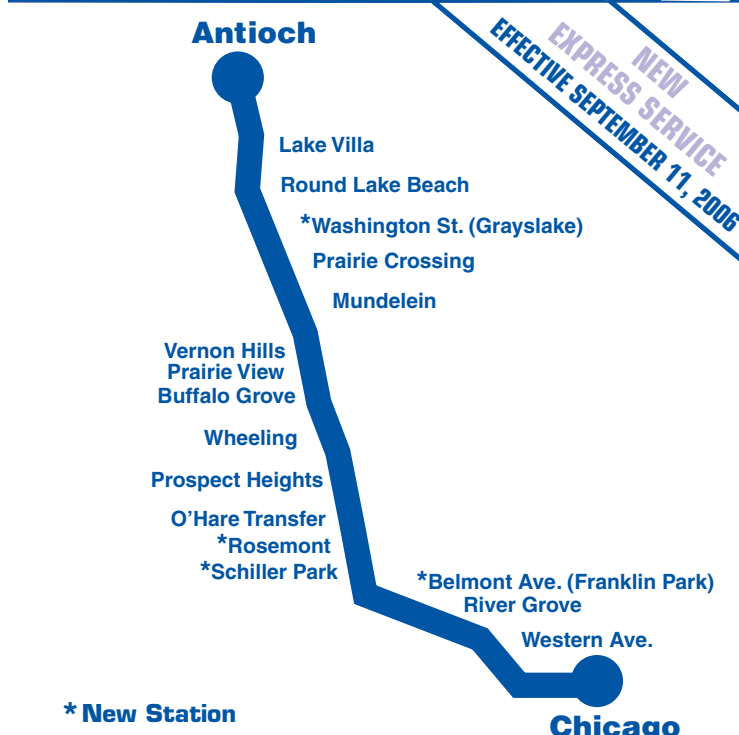 Antioch
NEW
EXPRESS SERVICE
EFFECTIVE SEPTEMBER 11, 2006
Lake Villa
Round Lake Beach
*Washington St. (Grayslake)
Prairie Crossing
Mundelein
Vernon Hills
Prairie View
Buffalo Grove
Wheeling
Prospect Heights
O’Hare Transfer
*Rosemont
*Schiller Park
*Belmont Ave. (Franklin Park)
River Grove
Western Ave.
Chicago
* New Station